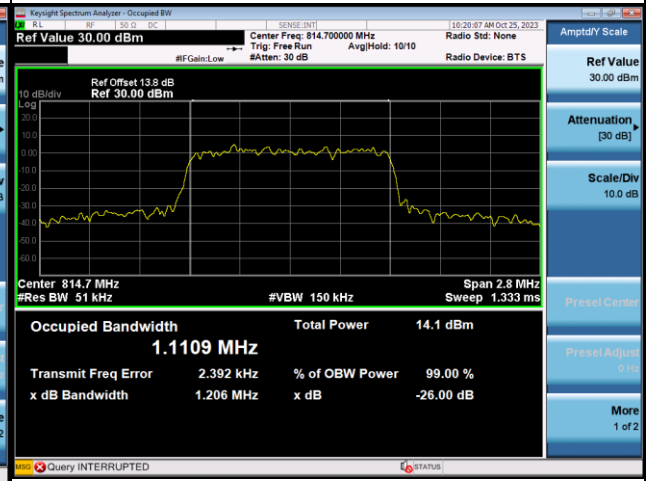 Keysight Spectrum Analyzer - Occupied BW
RL RF 50 Ω DC SENSE:INT 10:20:07 AM Oct 25, 2023
Ref Value 30.00 dBm Center Freq: 814.700000 MHz Radio Std: None
Trig: Free Run Avg|Hold: 10/10
#IFGain:Low #Atten: 30 dB Radio Device: BTS
Ref Offset 13.8 dB
10 dB/div Ref 30.00 dBm
Log
20.0
10.0
0.00
-10.0
-20.0
-30.0
-40.0
-50.0
-60.0
Center 814.7 MHz Span 2.8 MHz
#Res BW 51 kHz #VBW 150 kHz Sweep 1.333 ms
Occupied Bandwidth Total Power 14.1 dBm
1.1109 MHz
Transmit Freq Error 2.392 kHz % of OBW Power 99.00 %
x dB Bandwidth 1.206 MHz x dB -26.00 dB
MSG Query INTERRUPTED STATUS
Amptd/Y Scale
Ref Value
30.00 dBm
Attenuation
[30 dB]
Scale/Div
10.0 dB
Presel Center
Presel Adjust
0 Hz
More
1 of 2